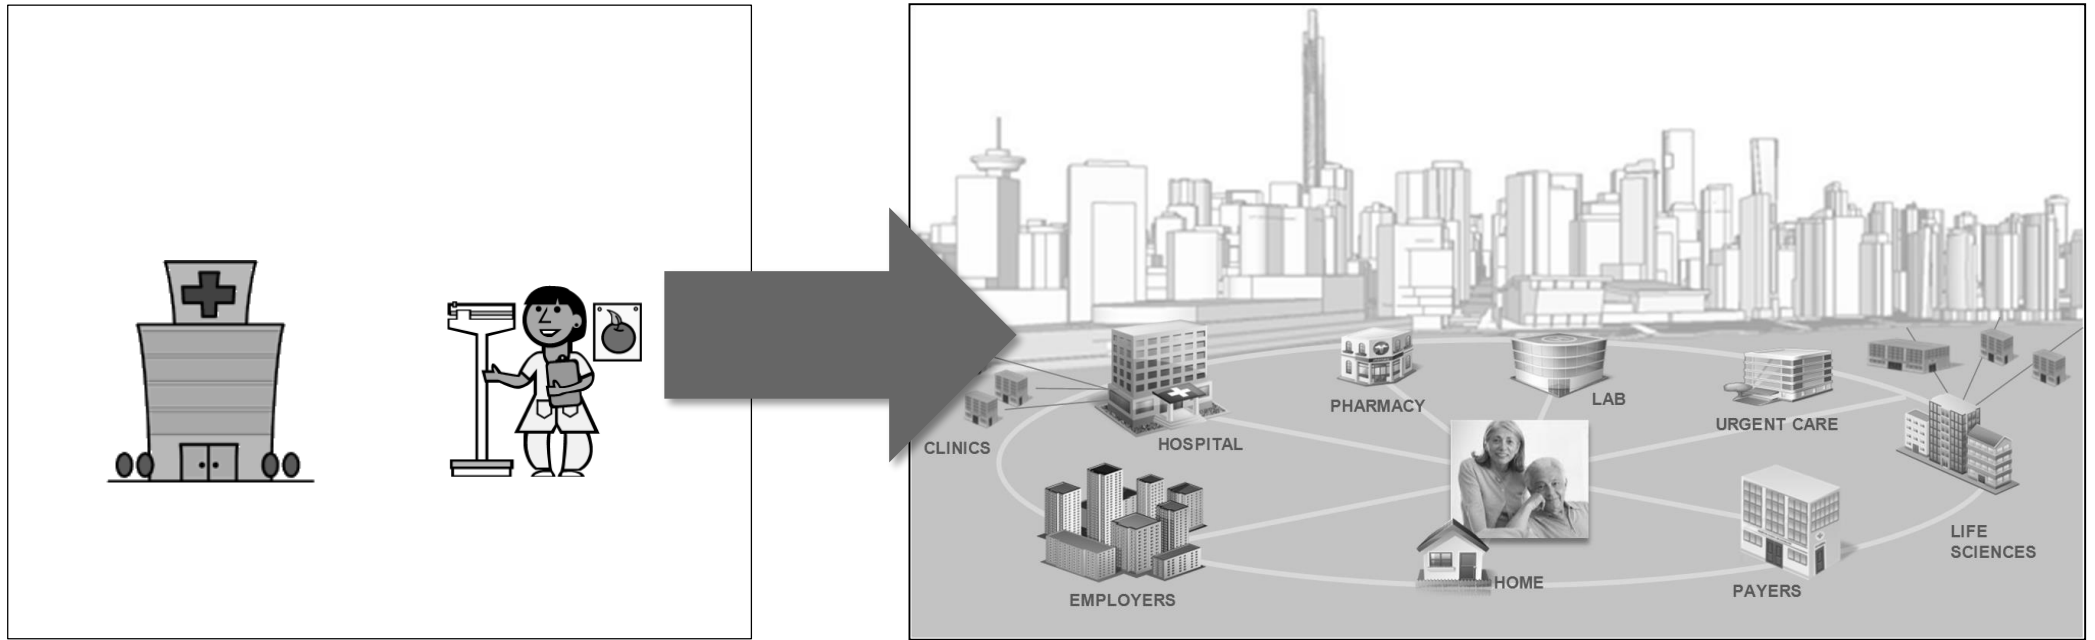 PHARMACY
LAB
URGENT CARE
CLINICS
HOSPITAL
LIFE
SCIENCES
HOME
PAYERS
EMPLOYERS